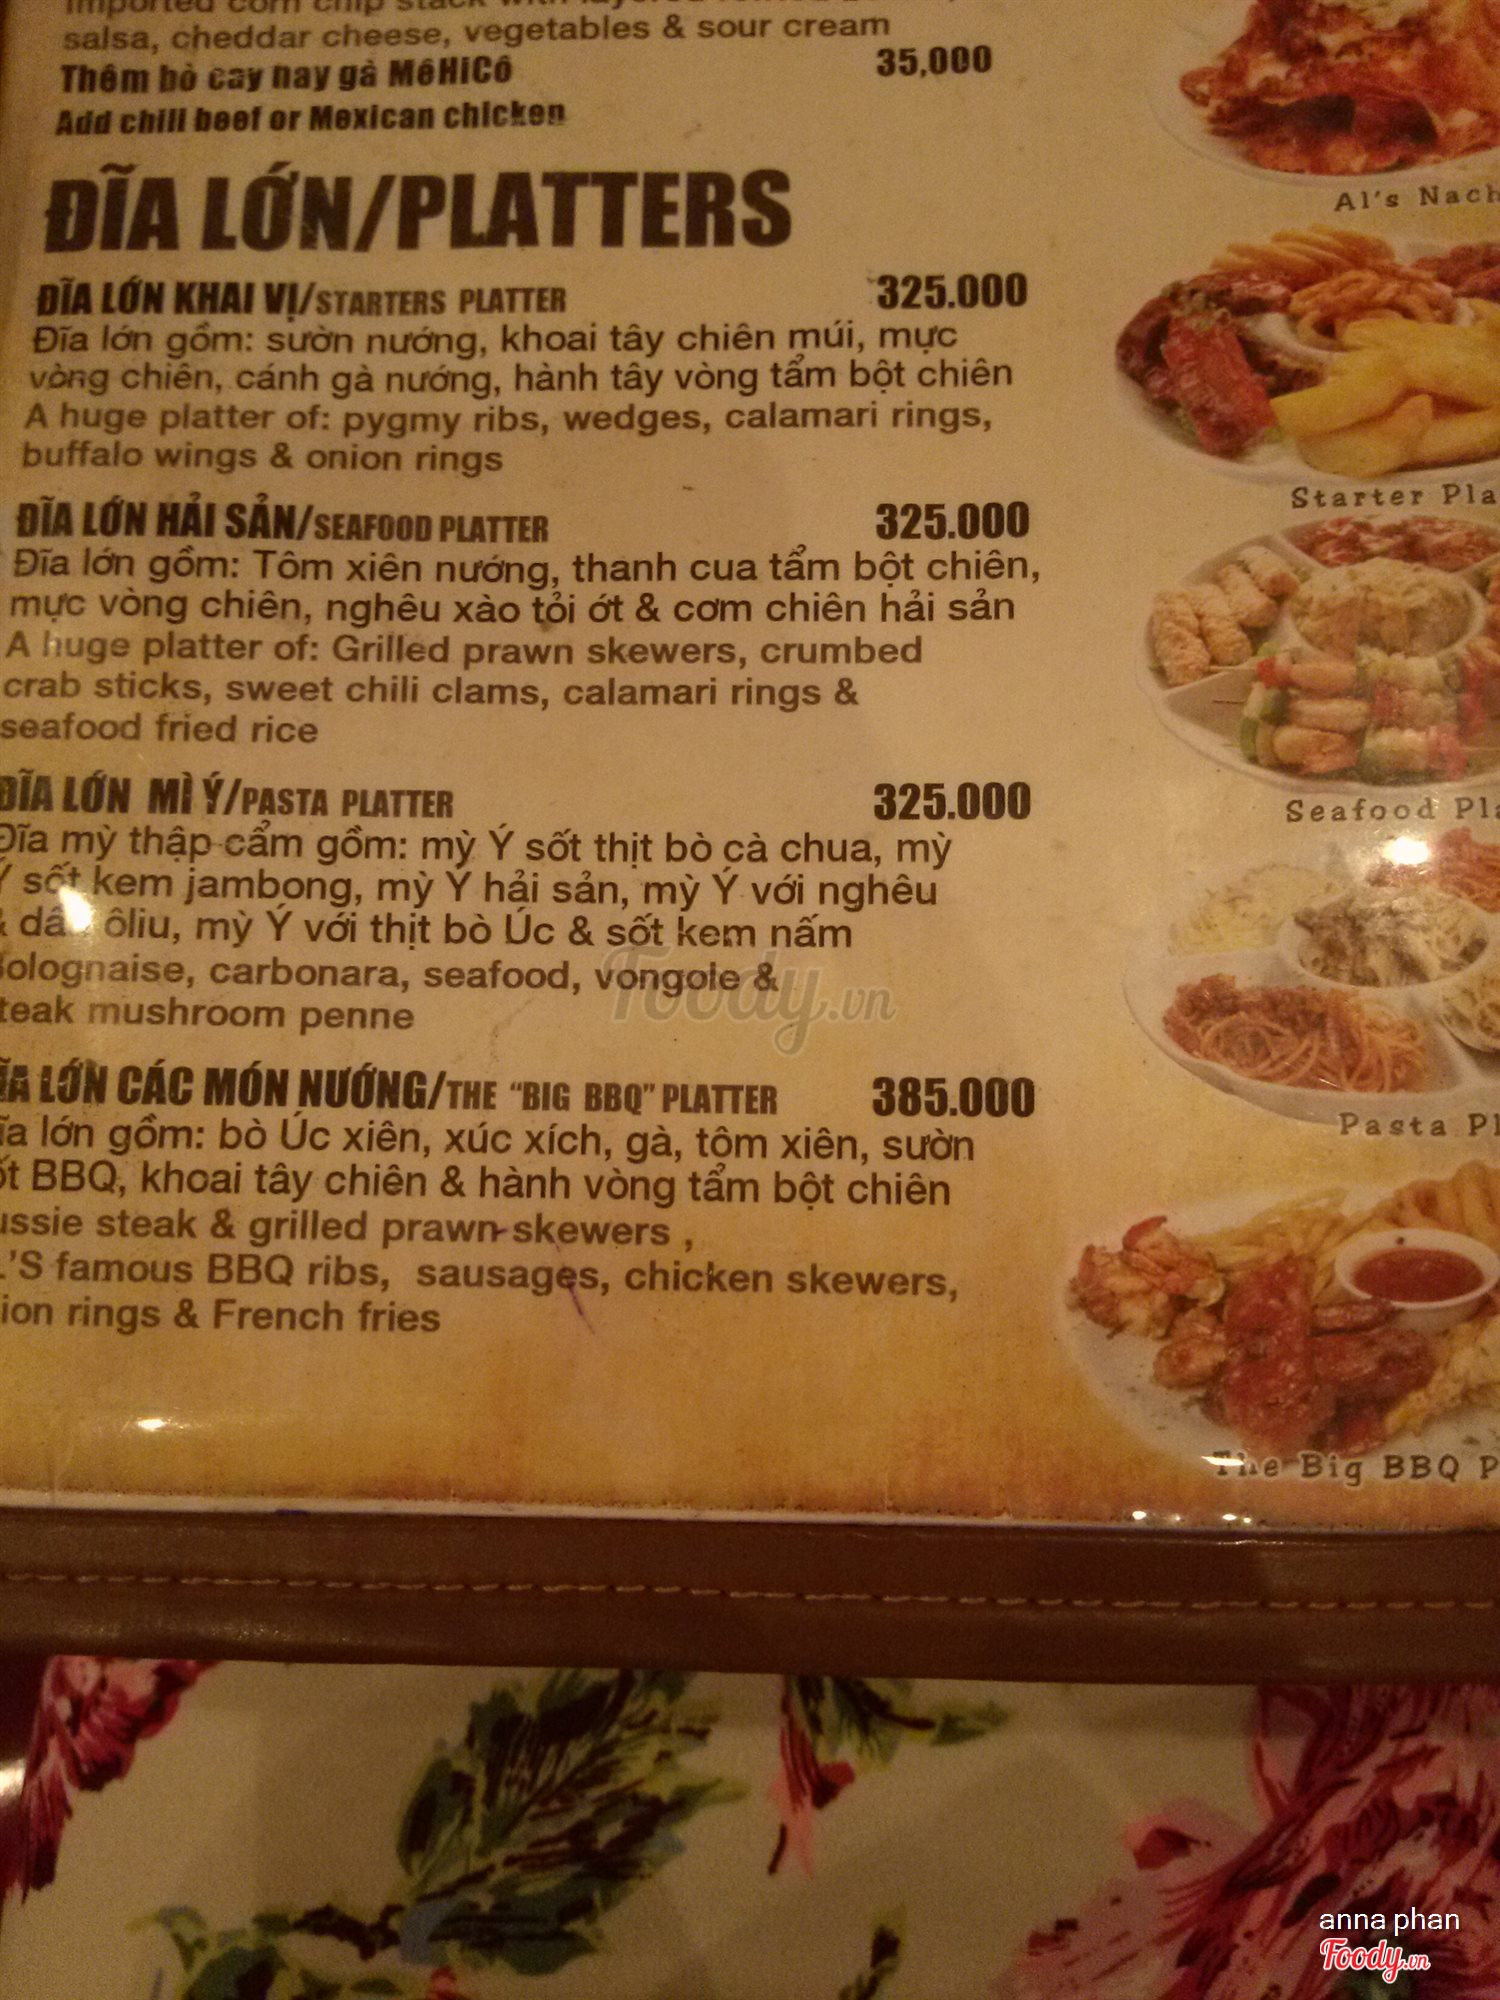 salsa, cheddar cheese, vegetables & sour cream
Thêm bò cay hay gà MêHiCô 35,000
Add chili beef or Mexican chicken
Al's Nach
ĐĨA LỚN/PLATTERS
ĐĨA LỚN KHAI VỊ/STARTERS PLATTER 325.000
Đĩa lớn gồm: sườn nướng, khoai tây chiên múi, mực
vòng chiên, cánh gà nướng, hành tây vòng tẩm bột chiên
A huge platter of: pygmy ribs, wedges, calamari rings,
buffalo wings & onion rings
Starter Pla
ĐĨA LỚN HẢI SẢN/SEAFOOD PLATTER 325.000
Đĩa lớn gồm: Tôm xiên nướng, thanh cua tẩm bột chiên,
mực vòng chiên, nghêu xào tỏi ớt & cơm chiên hải sản
A huge platter of: Grilled prawn skewers, crumbed
crab sticks, sweet chili clams, calamari rings &
seafood fried rice
Seafood Pla
ĐĨA LỚN MÌ Ý/PASTA PLATTER 325.000
Đĩa mỳ thập cẩm gồm: mỳ Ý sốt thịt bò cà chua, mỳ
Ý sốt kem jambong, mỳ Ý hải sản, mỳ Ý với nghêu
& ôliu, mỳ Ý với thịt bò Úc & sốt kem nấm
olognaise, carbonara, seafood, vongole &
teak mushroom penne
Pasta Pl
ĨA LỚN CÁC MÓN NƯỚNG/THE "BIG BBQ" PLATTER 385.000
ĩa lớn gồm: bò Úc xiên, xúc xích, gà, tôm xiên, sườn
ốt BBQ, khoai tây chiên & hành vòng tẩm bột chiên
ussie steak & grilled prawn skewers ,
.'S famous BBQ ribs, sausages, chicken skewers,
ion rings & French fries
The Big BBQ P
Foody.vn
anna phan
Foody.vn